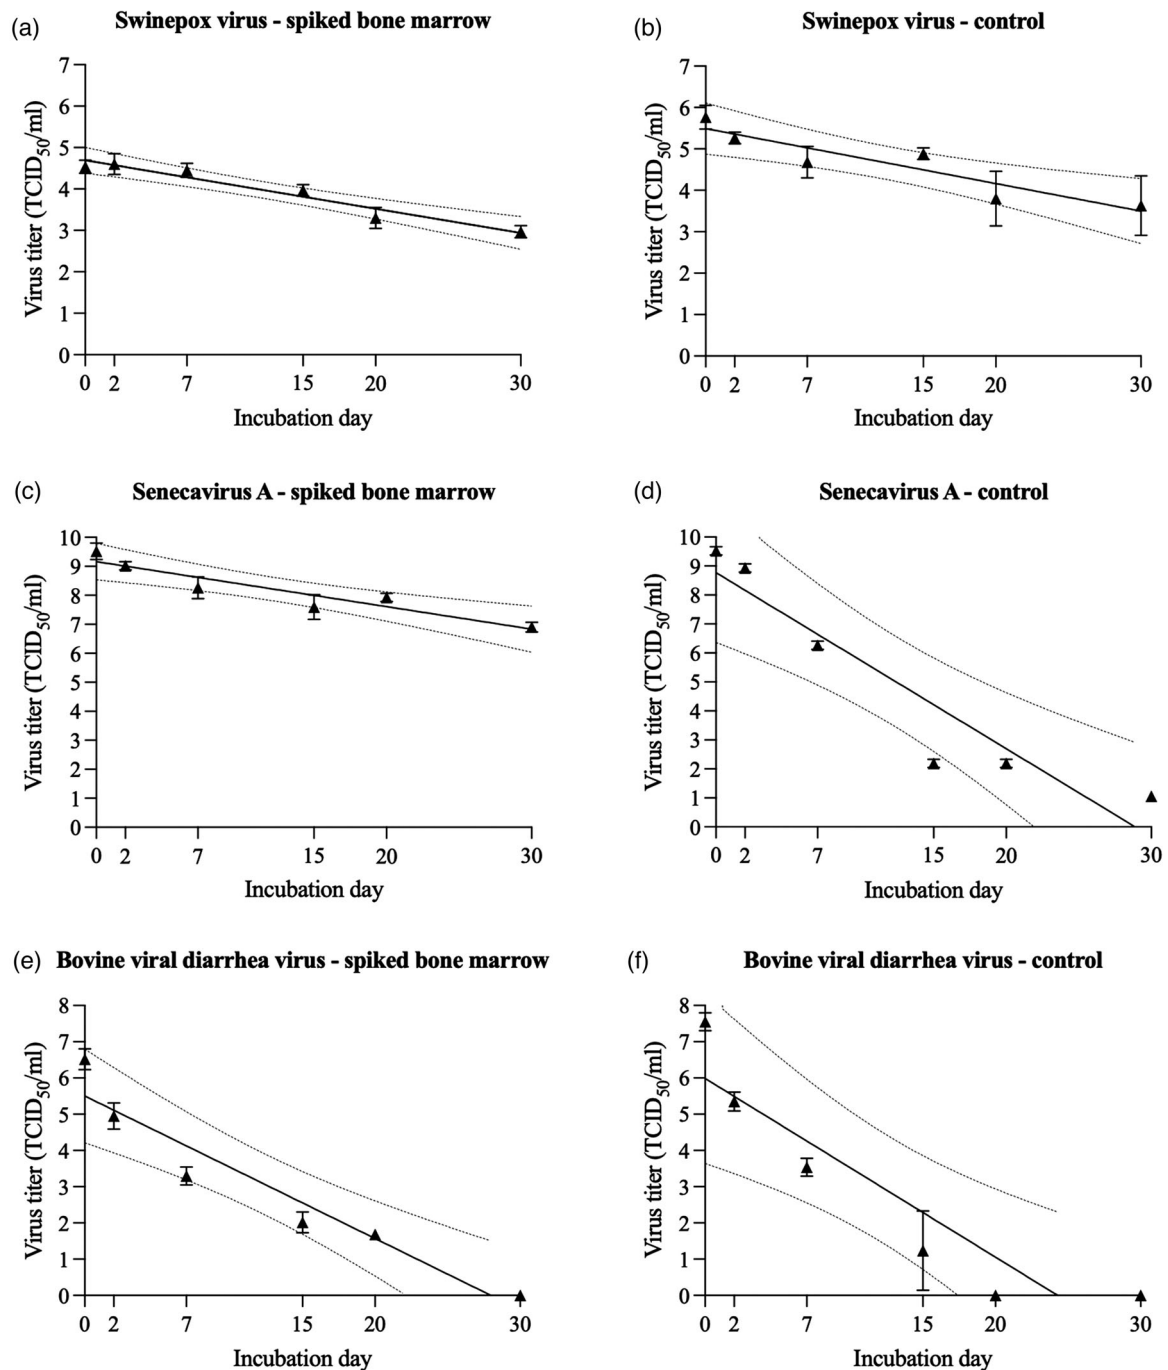 (a) Swinepox virus - spiked bone marrow
Virus titer (TCID50/ml)
7
6
5
4
3
2
1
0
0 2 7 15 20 30
Incubation day
(b) Swinepox virus - control
Virus titer (TCID50/ml)
7
6
5
4
3
2
1
0
0 2 7 15 20 30
Incubation day
(c) Senecavirus A - spiked bone marrow
Virus titer (TCID50/ml)
10
9
8
7
6
5
4
3
2
1
0
0 2 7 15 20 30
Incubation day
(d) Senecavirus A - control
Virus titer (TCID50/ml)
10
9
8
7
6
5
4
3
2
1
0
0 2 7 15 20 30
Incubation day
(e) Bovine viral diarrhea virus - spiked bone marrow
Virus titer (TCID50/ml)
8
7
6
5
4
3
2
1
0
0 2 7 15 20 30
Incubation day
(f) Bovine viral diarrhea virus - control
Virus titer (TCID50/ml)
8
7
6
5
4
3
2
1
0
0 2 7 15 20 30
Incubation day